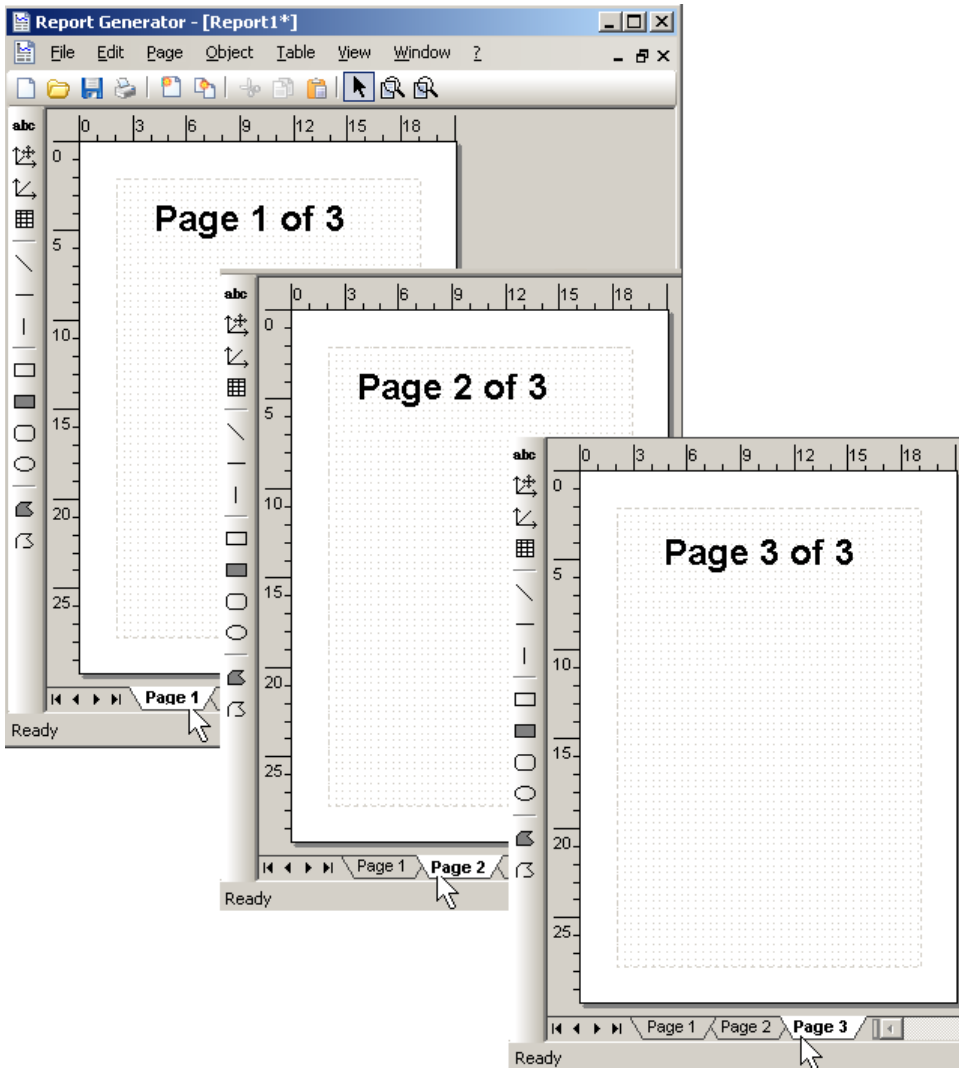 Report Generator - [Report1*]
File Edit Page Object Table View Window ?
abc
0 3 6 9 12 15 18
0
5
10
15
20
25
Page 1 of 3
Page 1
Ready
abc
0 3 6 9 12 15 18
0
5
10
15
20
25
Page 2 of 3
Page 1 Page 2
Ready
abc
0 3 6 9 12 15 18
0
5
10
15
20
25
Page 3 of 3
Page 1 Page 2 Page 3
Ready